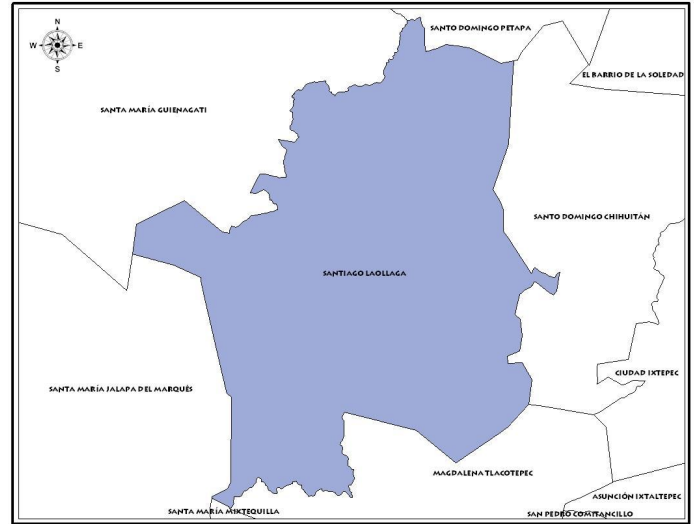 N
W E
S
SANTO DOMINGO PETAPA
EL BARRIO DE LA SOLEDAD
SANTA MARÍA GUIENAGATI
SANTO DOMINGO CHIHUITÁN
SANTIAGO LAOLLAGA
CIUDAD IXTEPEC
SANTA MARÍA JALAPA DEL MARQUÉS
MAGDALENA TLACOTEPEC
ASUNCIÓN IXTALTEPEC
SANTA MARÍA MIXTEQUILLA
SAN PEDRO COMITANCILLO